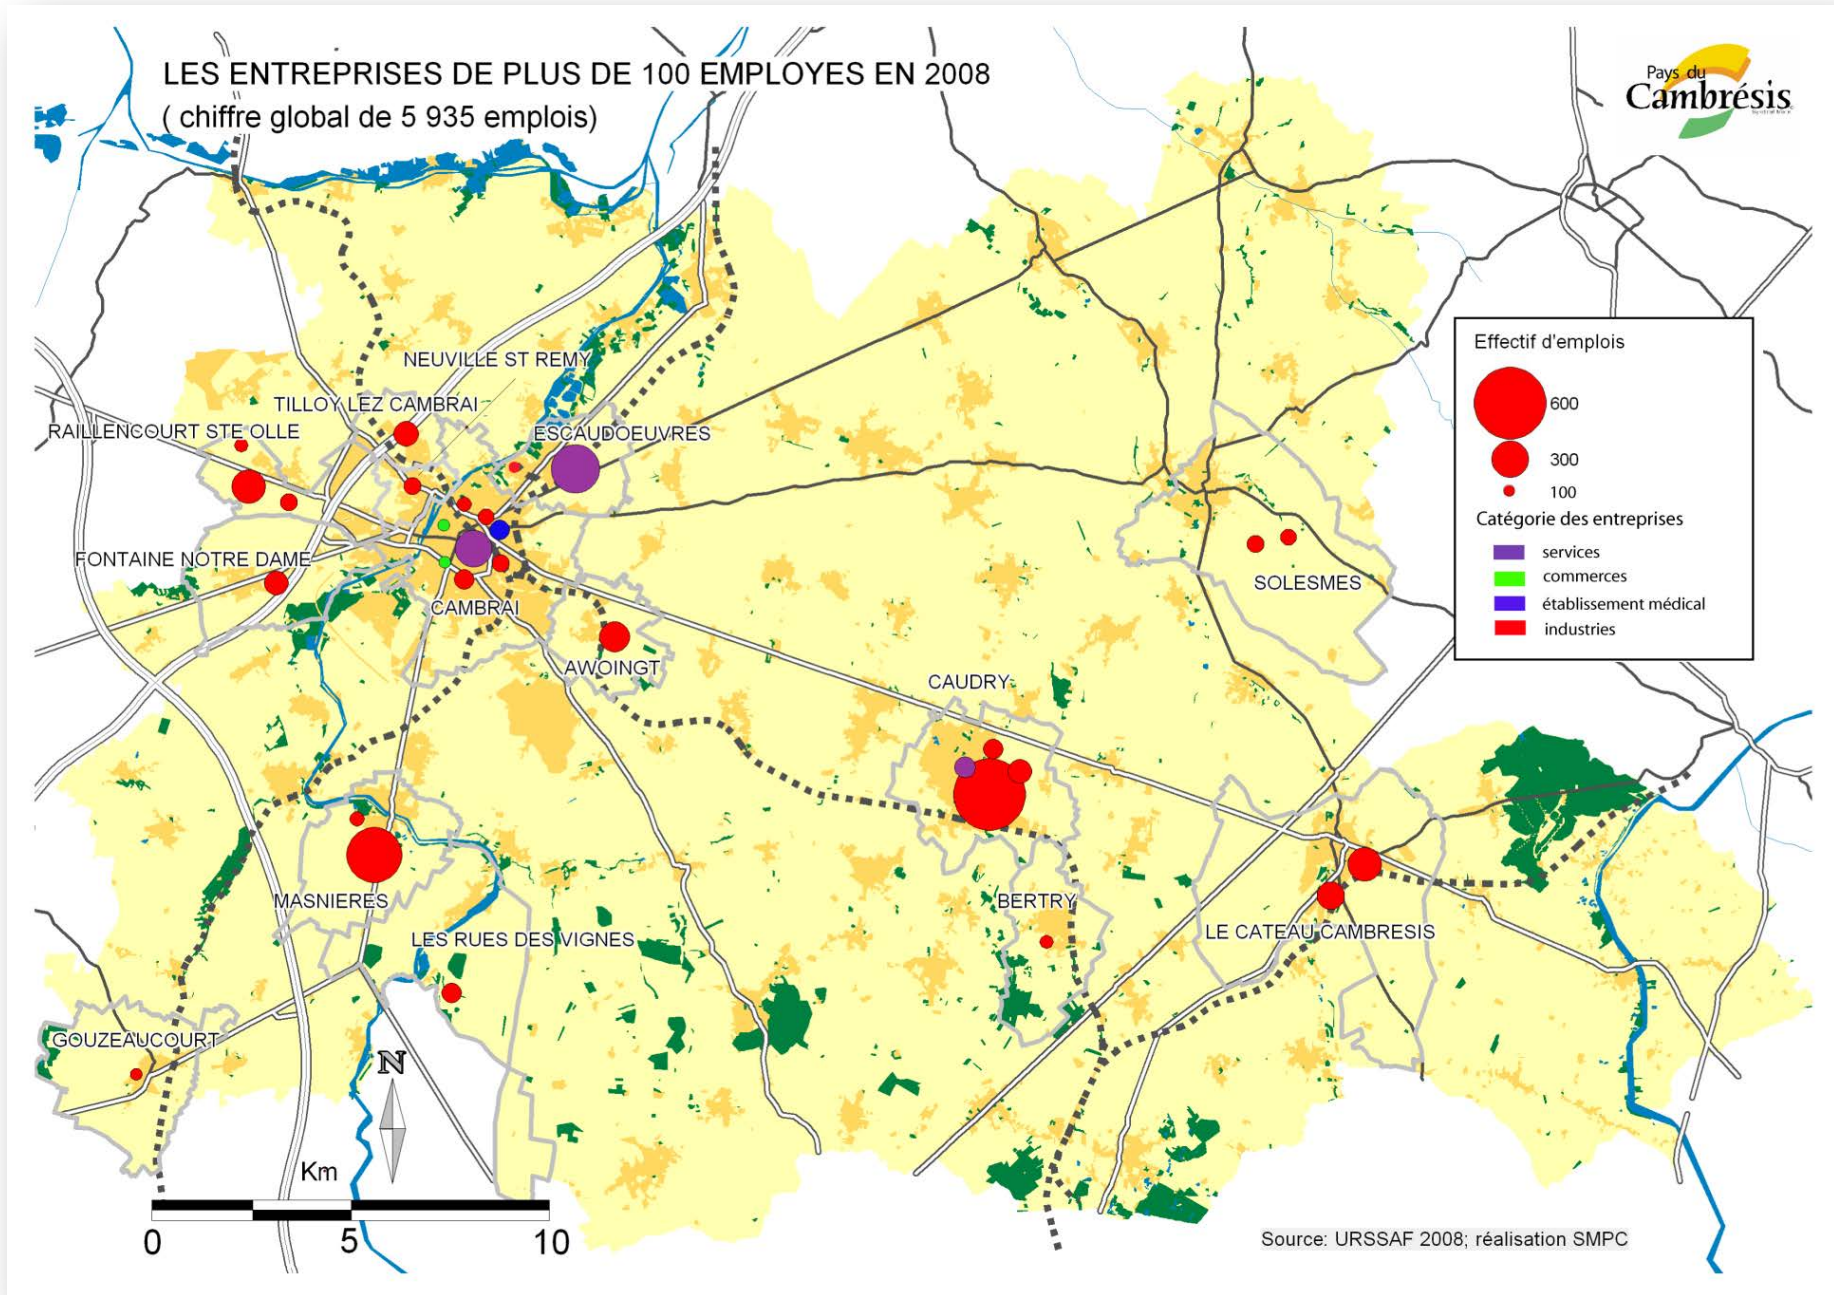 LES ENTREPRISES DE PLUS DE 100 EMPLOYES EN 2008
( chiffre global de 5 935 emplois)
Pays du
Cambrésis
NEUVILLE ST REMY
TILLOY LEZ CAMBRAI
RAILLENCOURT STE OLLE
ESCAUDOEUVRES
FONTAINE NOTRE DAME
CAMBRAI
AWOINGT
SOLESMES
CAUDRY
MASNIERES
BERTRY
LES RUES DES VIGNES
LE CATEAU CAMBRESIS
GOUZEAUCOURT
Effectif d'emplois
600
300
100
Catégorie des entreprises
services
commerces
établissement médical
industries
N
Km
0 5 10
Source: URSSAF 2008; réalisation SMPC